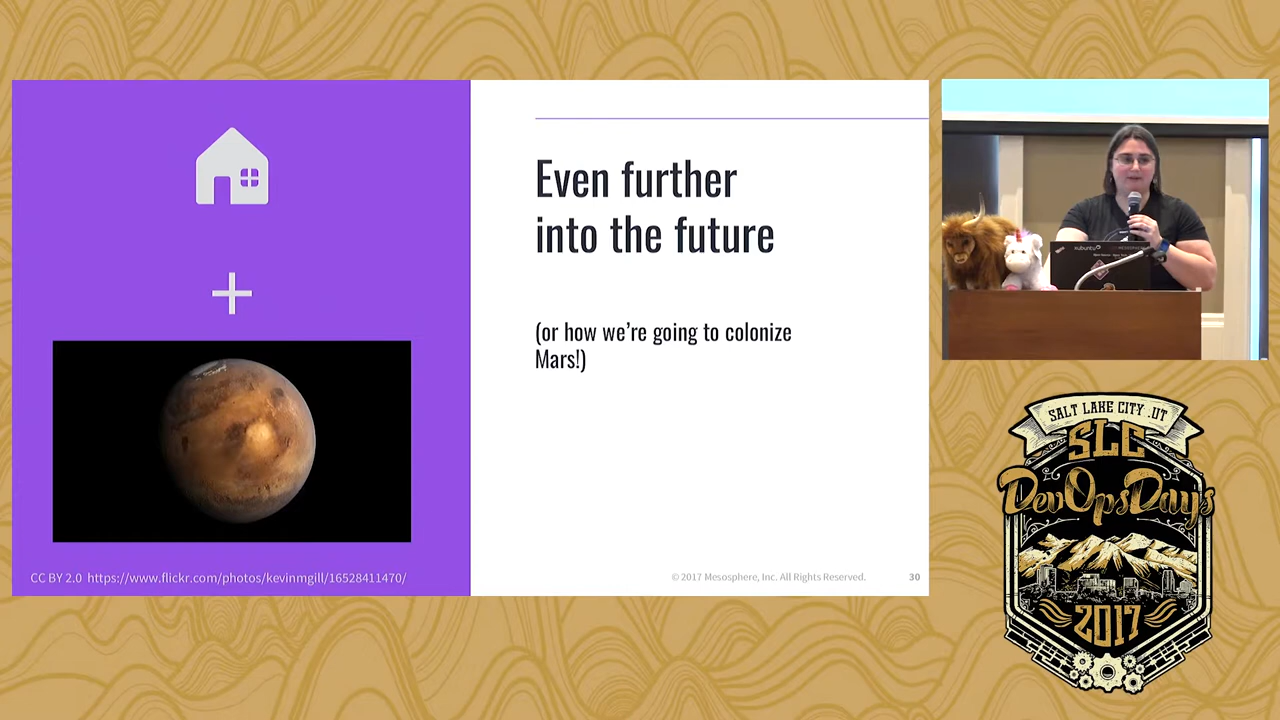 Even further
into the future
(or how we’re going to colonize
Mars!)
CC BY 2.0 https://www.flickr.com/photos/kevinmgill/16528411470/
© 2017 Mesosphere, Inc. All Rights Reserved.
30
xubuntu
MESOSPHERE
SALT LAKE CITY .UT
SLC
DevOpsDays
2017